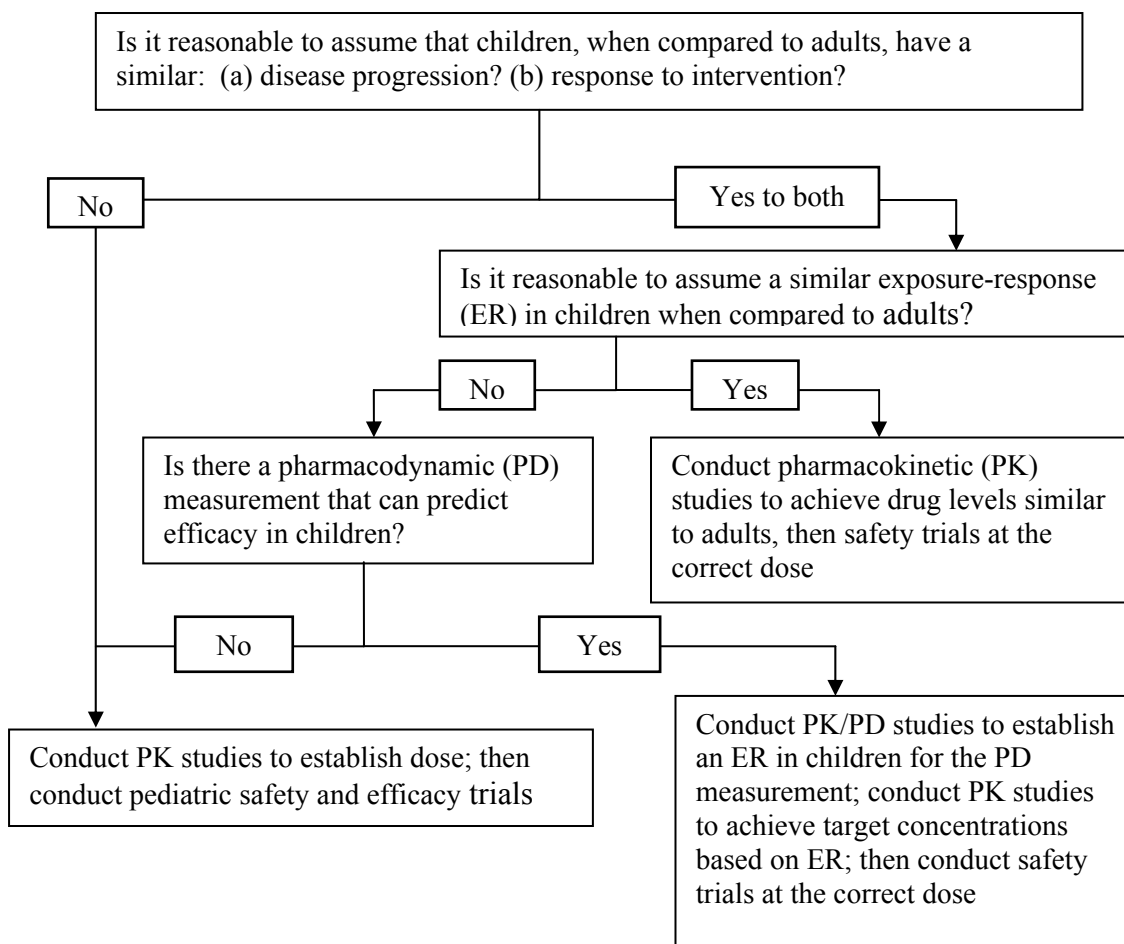 Is it reasonable to assume that children, when compared to adults, have a
similar: (a) disease progression? (b) response to intervention?
No
Yes to both
Is it reasonable to assume a similar exposure-response
(ER) in children when compared to adults?
No
Yes
Is there a pharmacodynamic (PD)
measurement that can predict
efficacy in children?
Conduct pharmacokinetic (PK)
studies to achieve drug levels similar
to adults, then safety trials at the
correct dose
No
Yes
Conduct PK studies to establish dose; then
conduct pediatric safety and efficacy trials
Conduct PK/PD studies to establish
an ER in children for the PD
measurement; conduct PK studies
to achieve target concentrations
based on ER; then conduct safety
trials at the correct dose